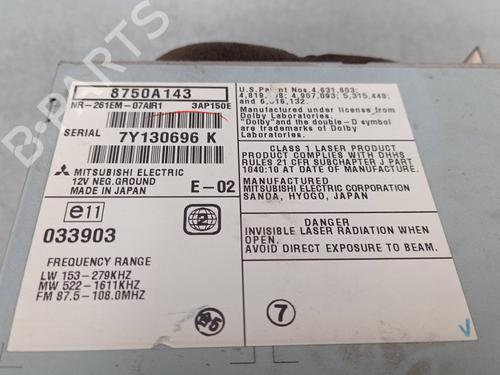 8750A143
NR-261EM-07AIR1 3AP150E
SERIAL 7Y130696 K
MITSUBISHI ELECTRIC
12V NEG.GROUND
MADE IN JAPAN E-02
e11
2
033903
FREQUENCY RANGE
LW 153-279KHZ
MW 522-1611KHZ
FM 87.5-108.0MHZ
U.S.Patent Nos.4,631,603;
4,907,093; 5,315,448;
and
Manufactured under license from
Dolby Laboratories.
"Dolby" and the double-D symbol
are trademarks of Dolby
Laboratories.
CLASS 1 LASER PRODUCT
PRODUCT COMPLIES WITH DHHS
RULES 21 CFR SUBCHAPTER J PART
1040:10 AT DATE OF MANUFACTURE.
MANUFACTURED
MITSUBISHI ELECTRIC CORPORATION
SANDA, HYOGO, JAPAN
DANGER
INVISIBLE LASER RADIATION WHEN
OPEN.
AVOID DIRECT EXPOSURE TO BEAM.
7
V
B-PARTS